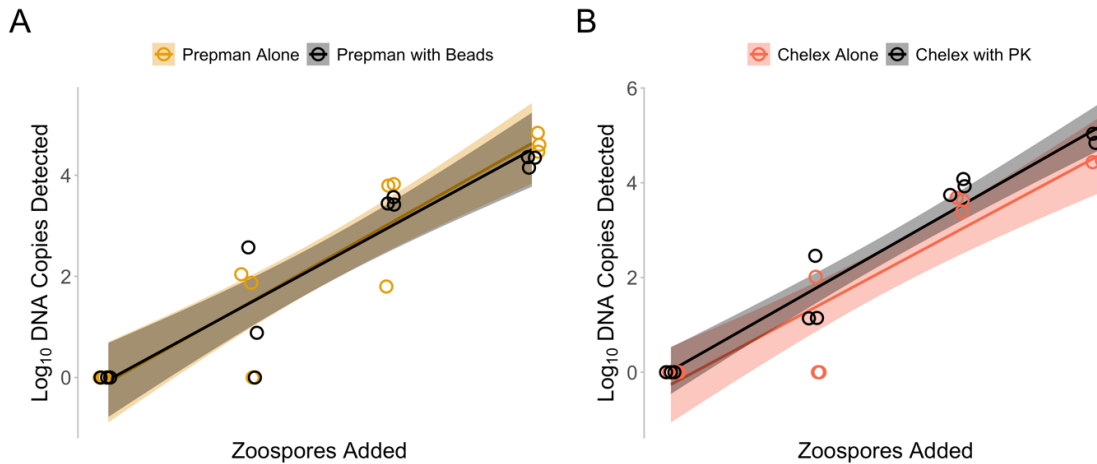 A
Prepman Alone Prepman with Beads
Log10 DNA Copies Detected
4
2
0
Zoospores Added
B
Chelex Alone Chelex with PK
Log10 DNA Copies Detected
6
4
2
0
Zoospores Added